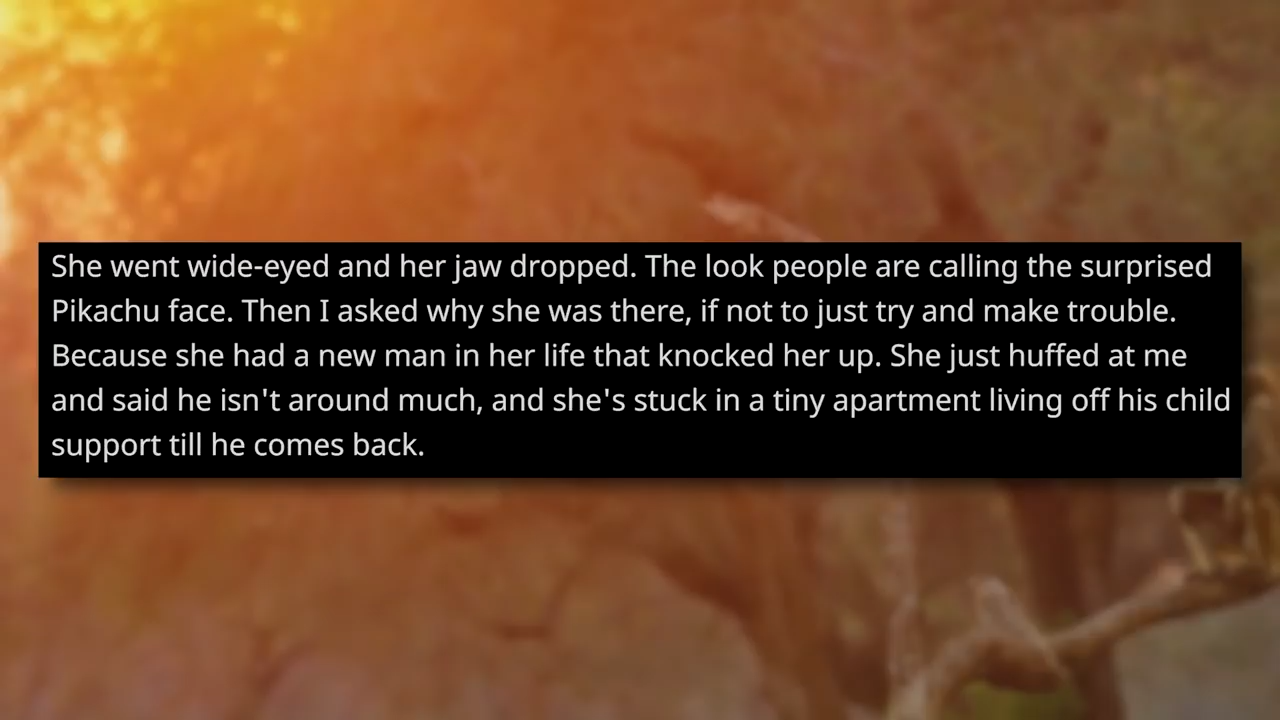 She went wide-eyed and her jaw dropped. The look people are calling the surprised
Pikachu face. Then I asked why she was there, if not to just try and make trouble.
Because she had a new man in her life that knocked her up. She just huffed at me
and said he isn't around much, and she's stuck in a tiny apartment living off his child
support till he comes back.